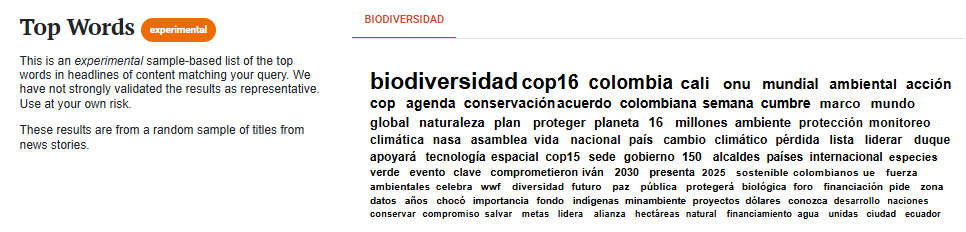 Top Words experimental
This is an experimental sample-based list of the top
words in headlines of content matching your query. We
have not strongly validated the results as representative.
Use at your own risk.
These results are from a random sample of titles from
news stories.
BIODIVERSIDAD
biodiversidad cop16 colombia cali onu mundial ambiental acción
cop agenda conservación acuerdo colombiana semana cumbre marco mundo
global naturaleza plan proteger planeta 16 millones ambiente protección monitoreo
climática nasa asamblea vida nacional país cambio climático pérdida lista liderar duque
apoyará tecnología espacial cop15 sede gobierno 150 alcaldes países internacional especies
verde evento clave comprometieron iván 2030 presenta 2025 sostenible colombianos ue fuerza
ambientales celebra wwf diversidad futuro paz pública protegerá biológica foro financiación pide zona
datos años chocó importancia fondo indígenas minambiente proyectos dólares conozca desarrollo naciones
conservar compromiso salvar metas lidera alianza hectáreas natural financiamiento agua unidas ciudad ecuador